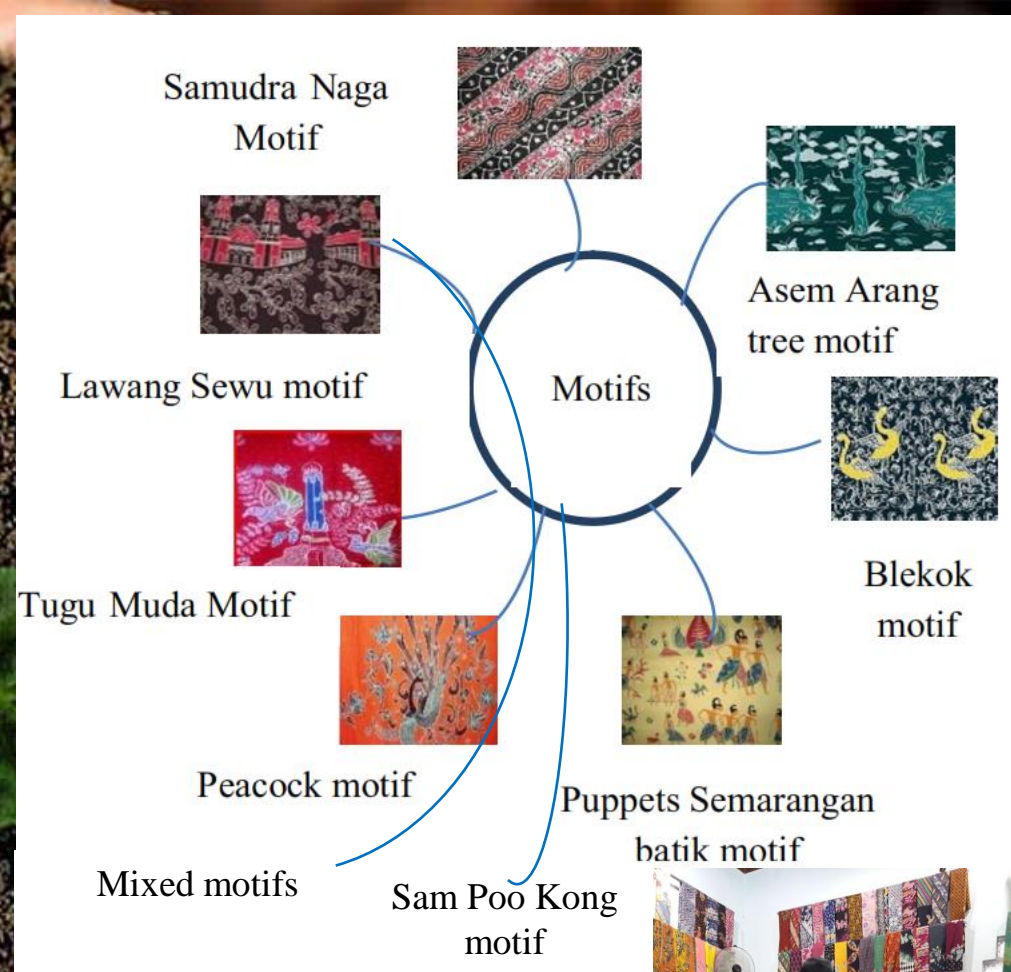 Samudra Naga
Motif
Asem Arang
tree motif
Lawang Sewu motif
Motifs
Blekok
motif
Tugu Muda Motif
Peacock motif
Puppets Semarangan
batik motif
Mixed motifs
Sam Poo Kong
motif